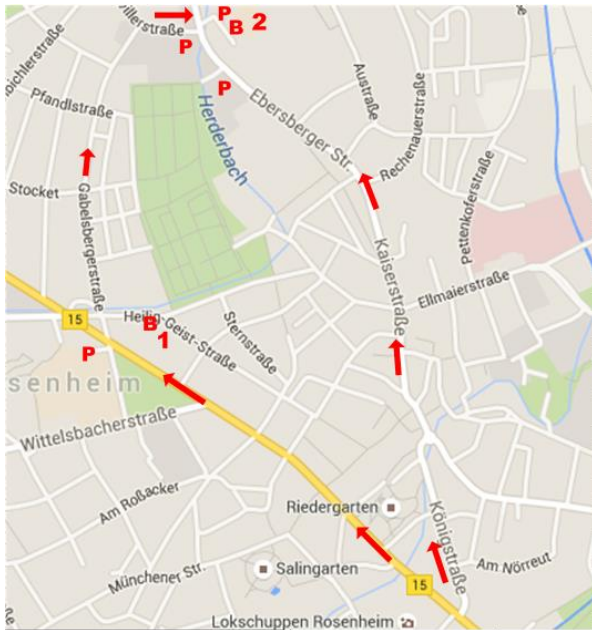 P
B 2
illerstraße
P
oichlerstraße
Pfandlstraße
P
Herderbach
Ebersberger Str.
Austraße
Rechenauerstraße
Pettenkoferstraße
Stocket
Gabelsbergerstraße
Kaiserstraße
Ellmaierstraße
15
Heilig-Geist-Straße
B 1
Sternstraße
P
senheim
Wittelsbacherstraße
Am Roßacker
Riedergarten
Königstraße
Münchener Str.
Salingarten
Am Nörreut
15
Lokschuppen Rosenheim